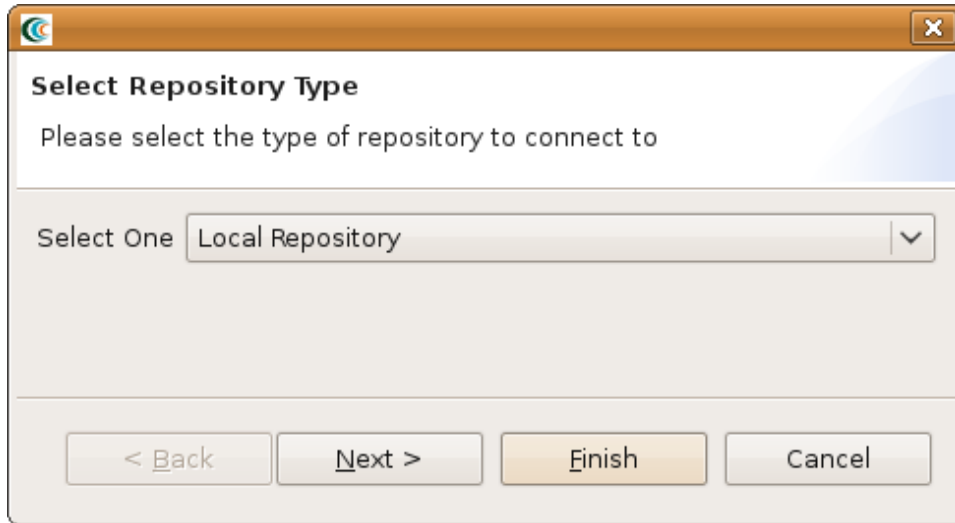 Select Repository Type
Please select the type of repository to connect to
Select One Local Repository
< Back Next > Finish Cancel